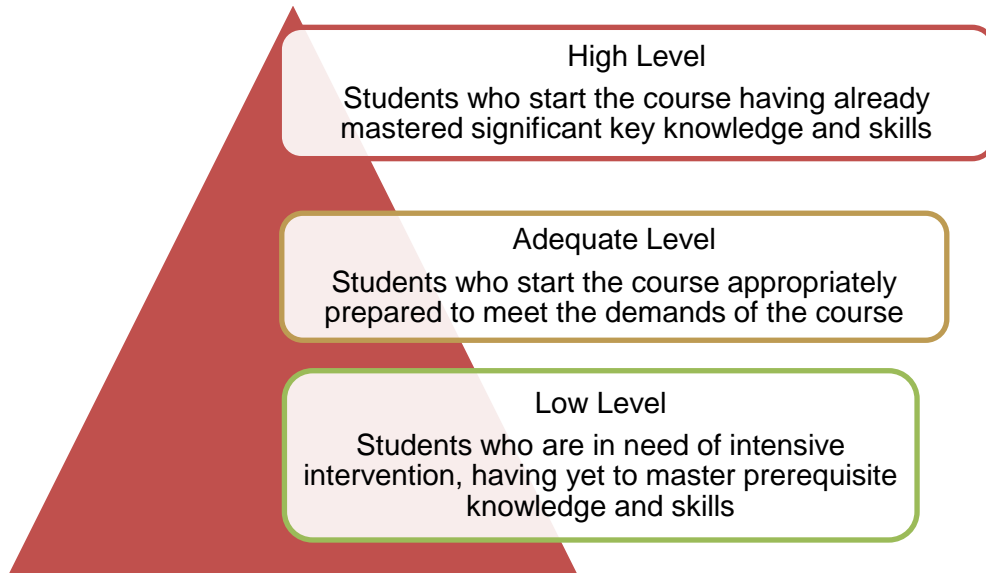 High Level
Students who start the course having already
mastered significant key knowledge and skills
Adequate Level
Students who start the course appropriately
prepared to meet the demands of the course
Low Level
Students who are in need of intensive
intervention, having yet to master prerequisite
knowledge and skills